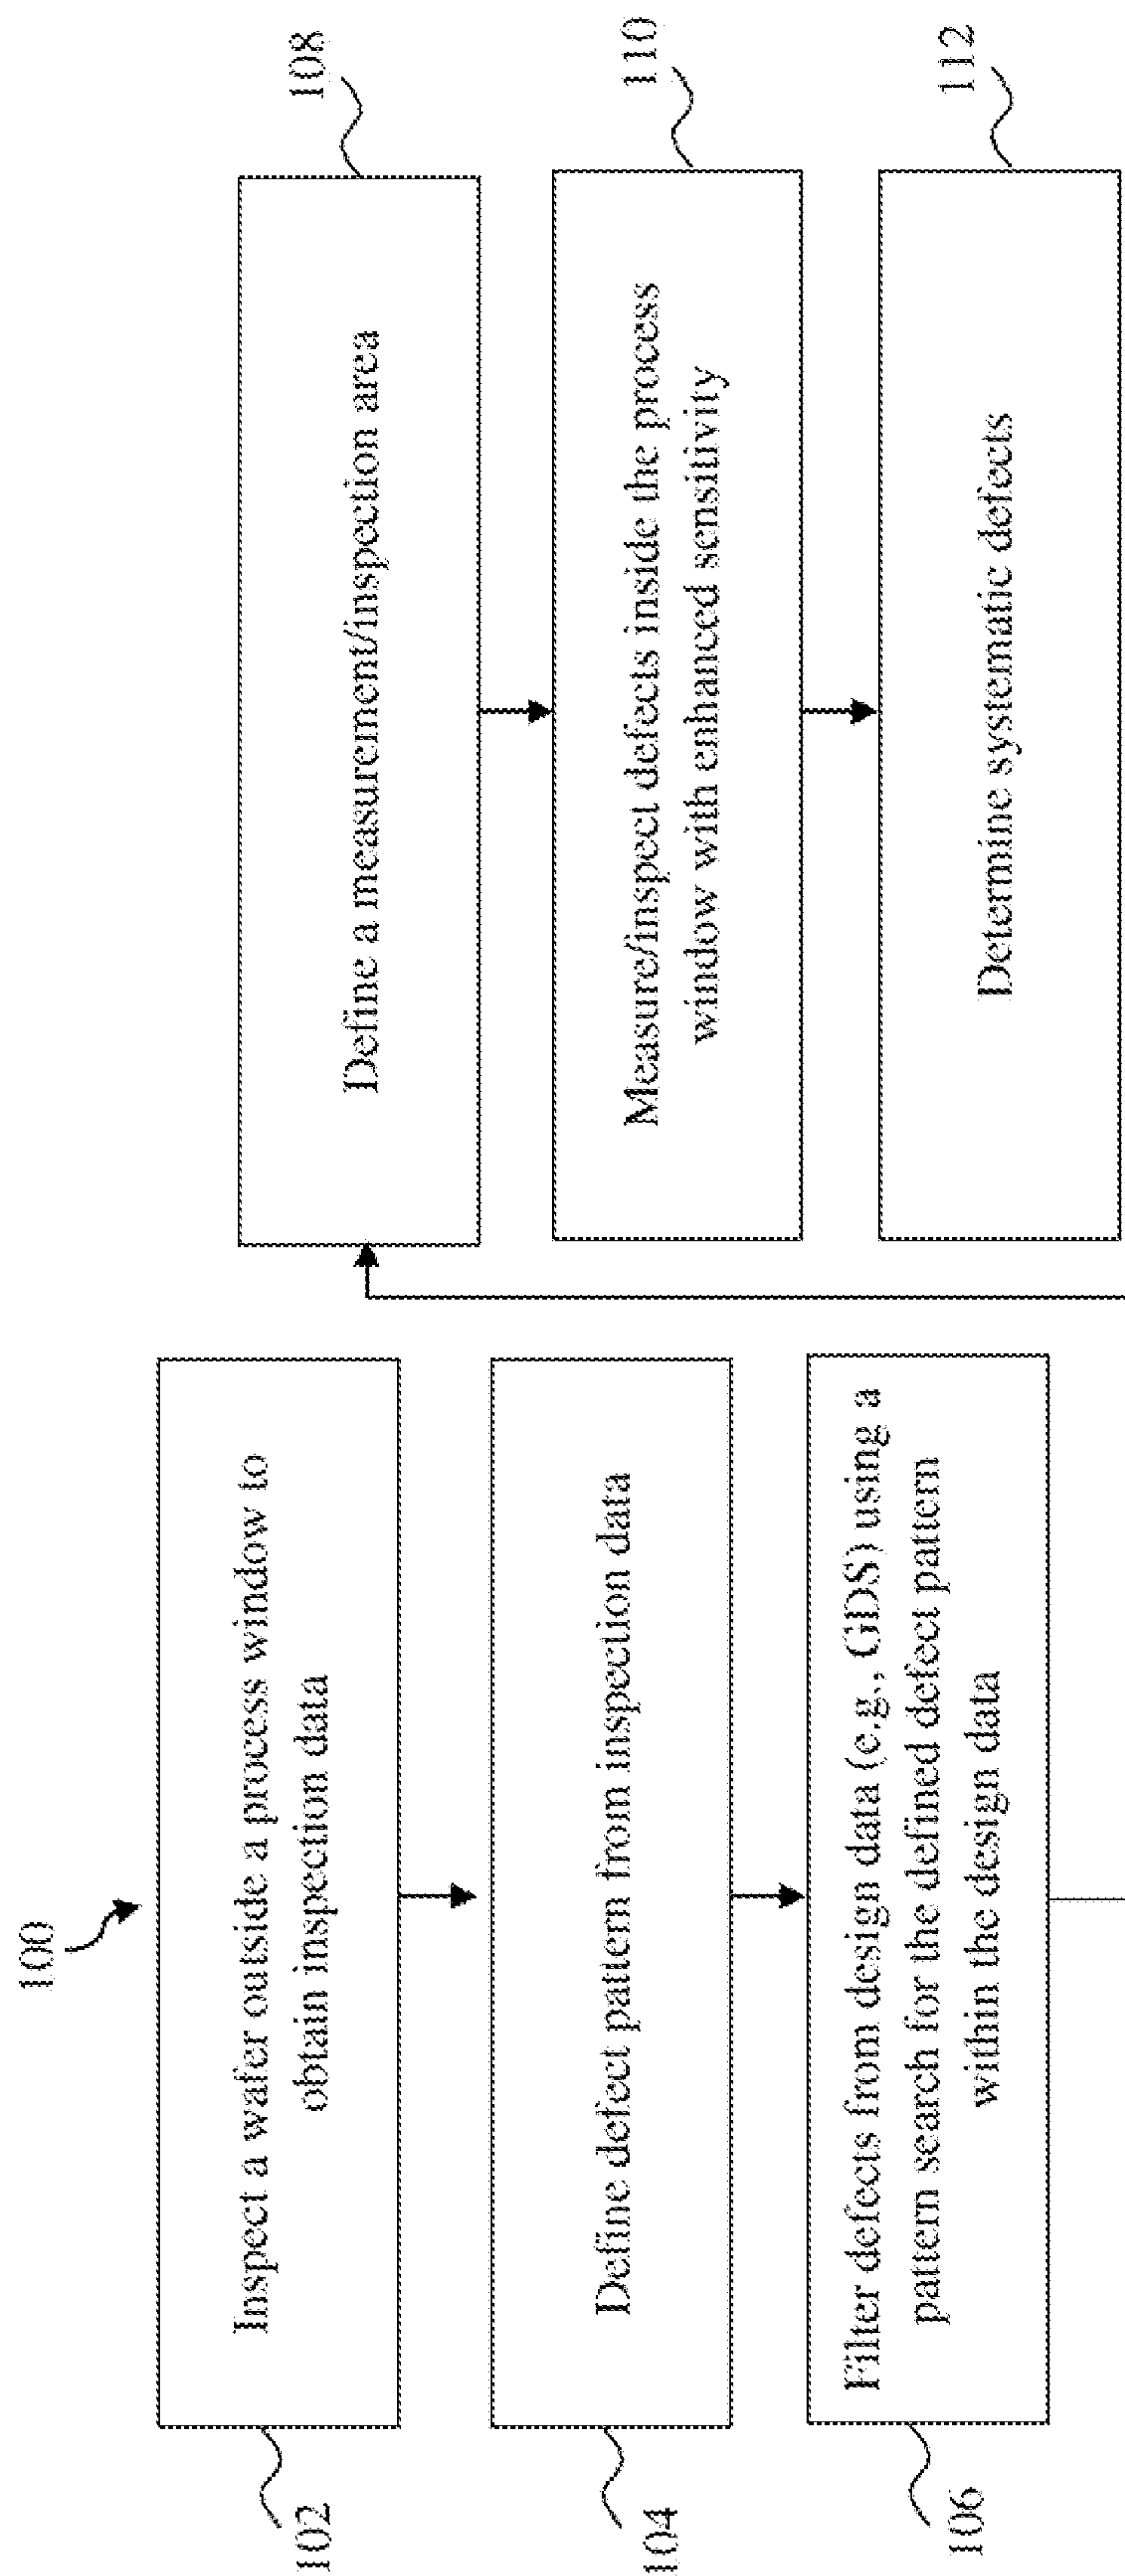 100
102
Inspect a wafer outside a process window to
obtain inspection data
104
Define defect pattern from inspection data
106
Filter defects from design data (e.g., GDS) using a
pattern search for the defined defect pattern
within the design data
108
Define a measurement/inspection area
110
Measure/inspect defects inside the process
window with enhanced sensitivity
112
Determine systematic defects